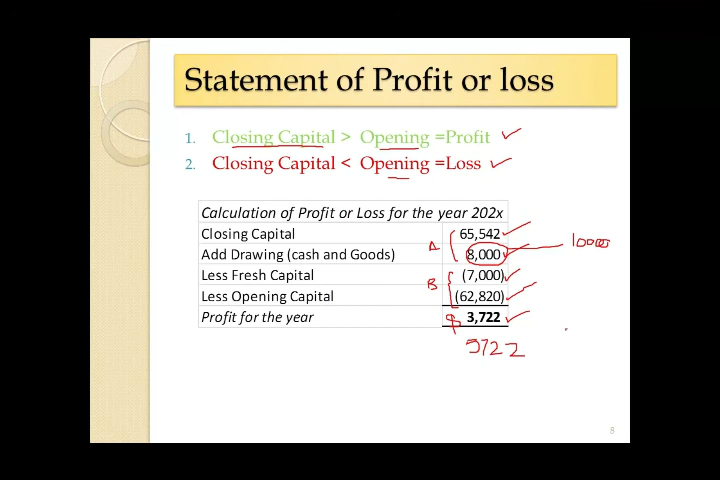 Statement of Profit or loss
1. Closing Capital > Opening =Profit
2. Closing Capital < Opening =Loss
Calculation of Profit or Loss for the year 202x
Closing Capital 65,542
Add Drawing (cash and Goods) 8,000 10000
Less Fresh Capital (7,000)
Less Opening Capital (62,820)
Profit for the year $ 3,722
5722
A
B
8